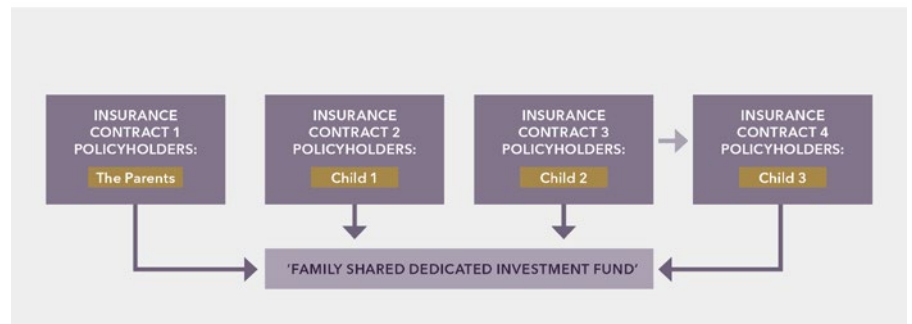 INSURANCE
CONTRACT 1
POLICYHOLDERS:
The Parents
INSURANCE
CONTRACT 2
POLICYHOLDERS:
Child 1
INSURANCE
CONTRACT 3
POLICYHOLDERS:
Child 2
INSURANCE
CONTRACT 4
POLICYHOLDERS:
Child 3
'FAMILY SHARED DEDICATED INVESTMENT FUND'